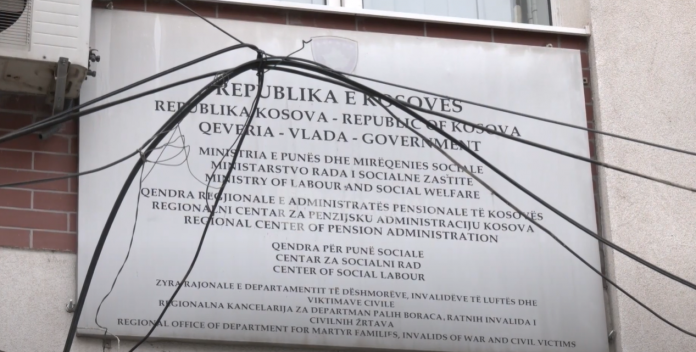 REPUBLIKA E KOSOVËS
REPUBLIKA KOSOVA - REPUBLIC OF KOSOVA
QEVERIA - VLADA - GOVERNMENT
MINISTRIA E PUNËS DHE MIRËQENIES SOCIALE
MINISTARSTVO RADA I SOCIALNE ZAŠTITE
MINISTRY OF LABOUR AND SOCIAL WELFARE
QENDRA REGJIONALE E ADMINISTRATËS PENSIONALE TË KOSOVËS
REGIONALNI CENTAR ZA PENZIJSKU ADMINISTRACIJU KOSOVA
REGIONAL CENTER OF PENSION ADMINISTRATION
QENDRA PËR PUNË SOCIALE
CENTAR ZA SOCIALNI RAD
CENTER OF SOCIAL LABOUR
ZYRA RAJONALE E DEPARTAMENTIT TË DËSHMORËVE, INVALIDËVE TË LUFTËS DHE
VIKTIMAVE CIVILE
REGIONALNA KANCELARIJA ZA DEPARTMAN PALIH BORACA, RATNIH INVALIDA I
CIVILNIH ŽRTAVA
REGIONAL OFFICE OF DEPARTMENT FOR MARTYR FAMILIES, INVALIDS OF WAR AND CIVIL VICTIMS